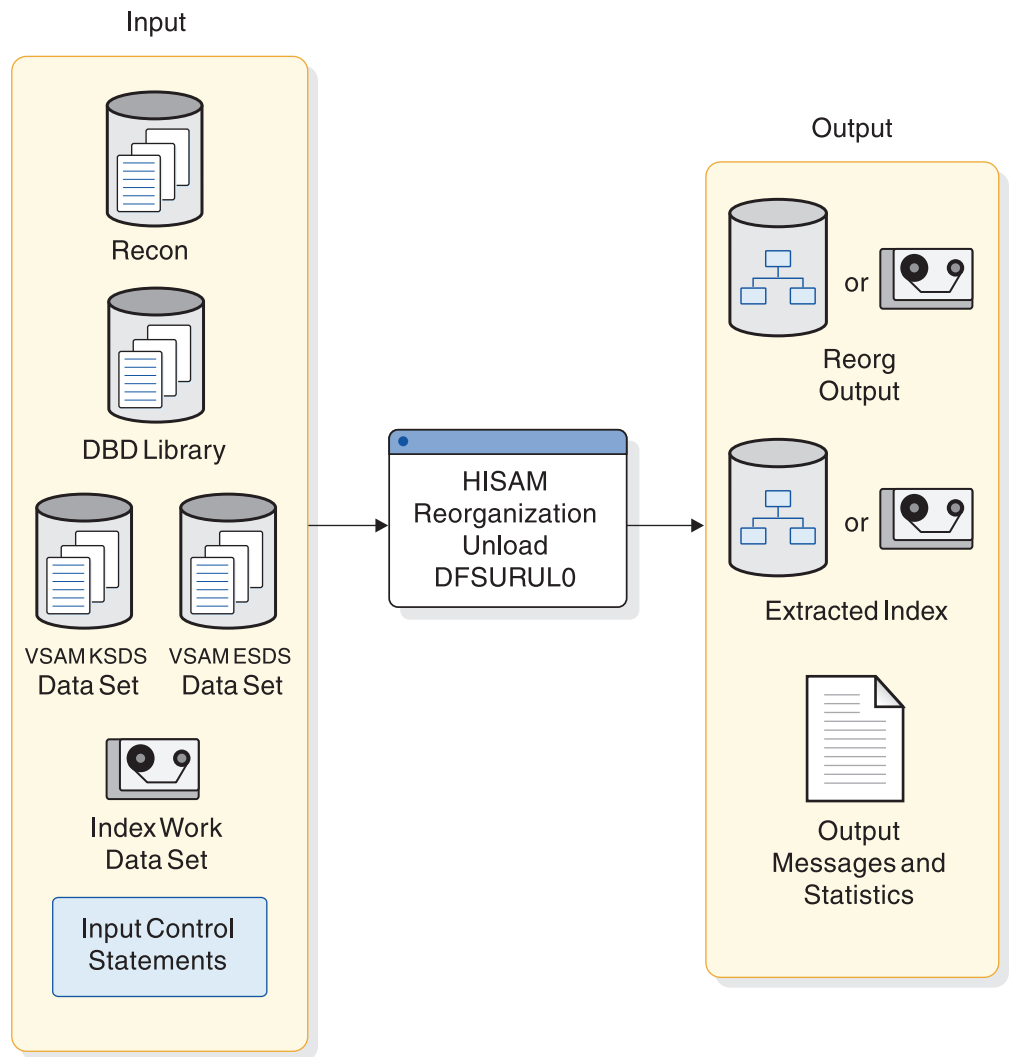 Input
Recon
DBD Library
VSAM KSDS
Data Set
VSAM ESDS
Data Set
Index Work
Data Set
Input Control
Statements
HISAM
Reorganization
Unload
DFSURUL0
Output
or
Reorg
Output
or
Extracted Index
Output
Messages and
Statistics